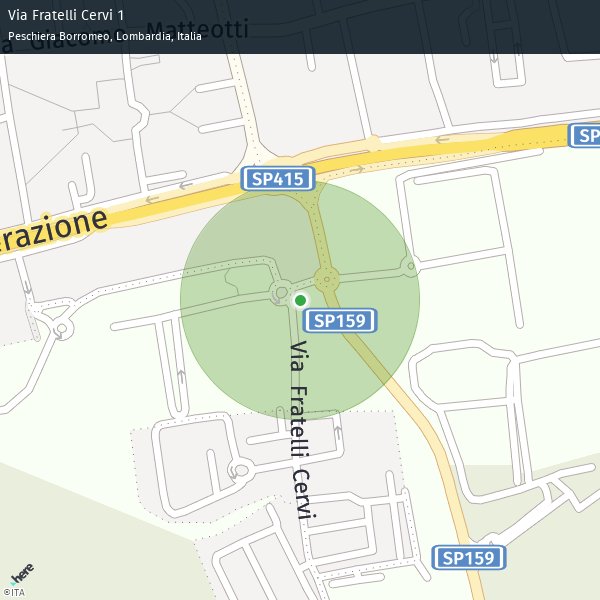 Via Fratelli Cervi 1
Peschiera Borromeo, Lombardia, Italia
Giacomo Matteotti
SP415
razione
SP159
Via Fratelli Cervi
SP159
here
©ITA